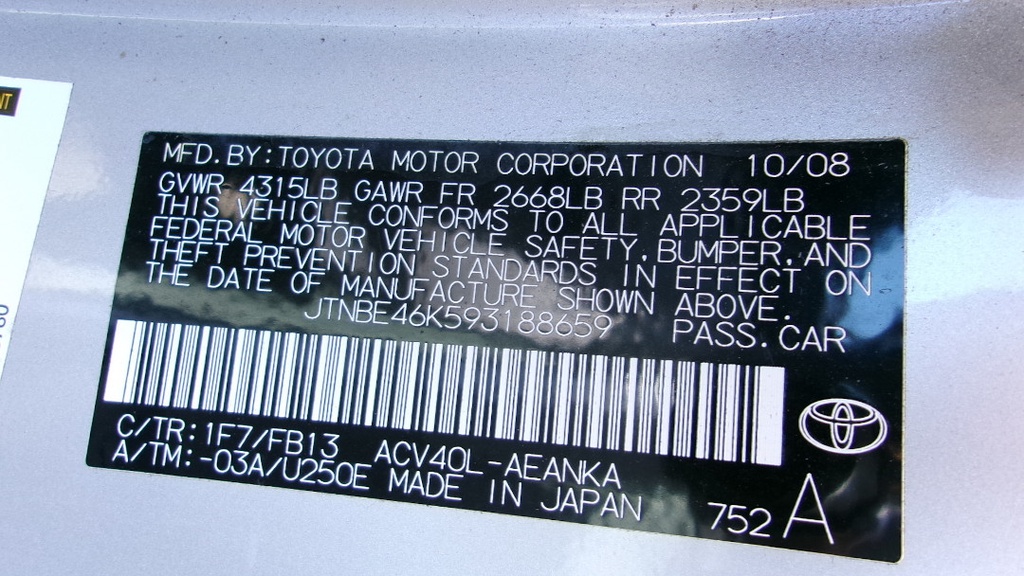 NT
MFD.BY:TOYOTA MOTOR CORPORATION 10/08
GVWR 4315LB GAWR FR 2668LB RR 2359LB
THIS VEHICLE CONFORMS TO ALL APPLICABLE
FEDERAL MOTOR VEHICLE SAFETY,BUMPER,AND
THEFT PREVENTION STANDARDS IN EFFECT ON
THE DATE OF MANUFACTURE SHOWN ABOVE.
JTNBE46K593188659 PASS.CAR
C/TR:1F7/FB13 ACV40L-AEANKA
A/TM:-03A/U250E MADE IN JAPAN
752 A